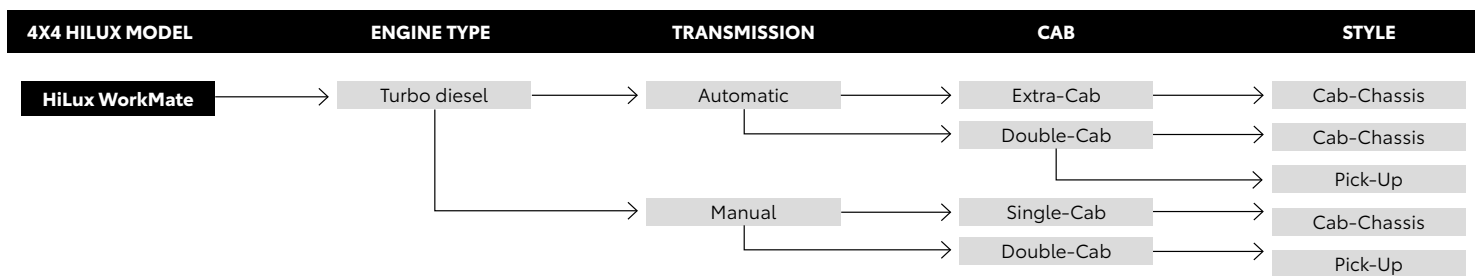 4X4 HILUX MODEL ENGINE TYPE TRANSMISSION CAB STYLE
HiLux WorkMate Turbo diesel Automatic Extra-Cab Cab-Chassis
Double-Cab Cab-Chassis
Pick-Up
Manual Single-Cab Cab-Chassis
Double-Cab Pick-Up